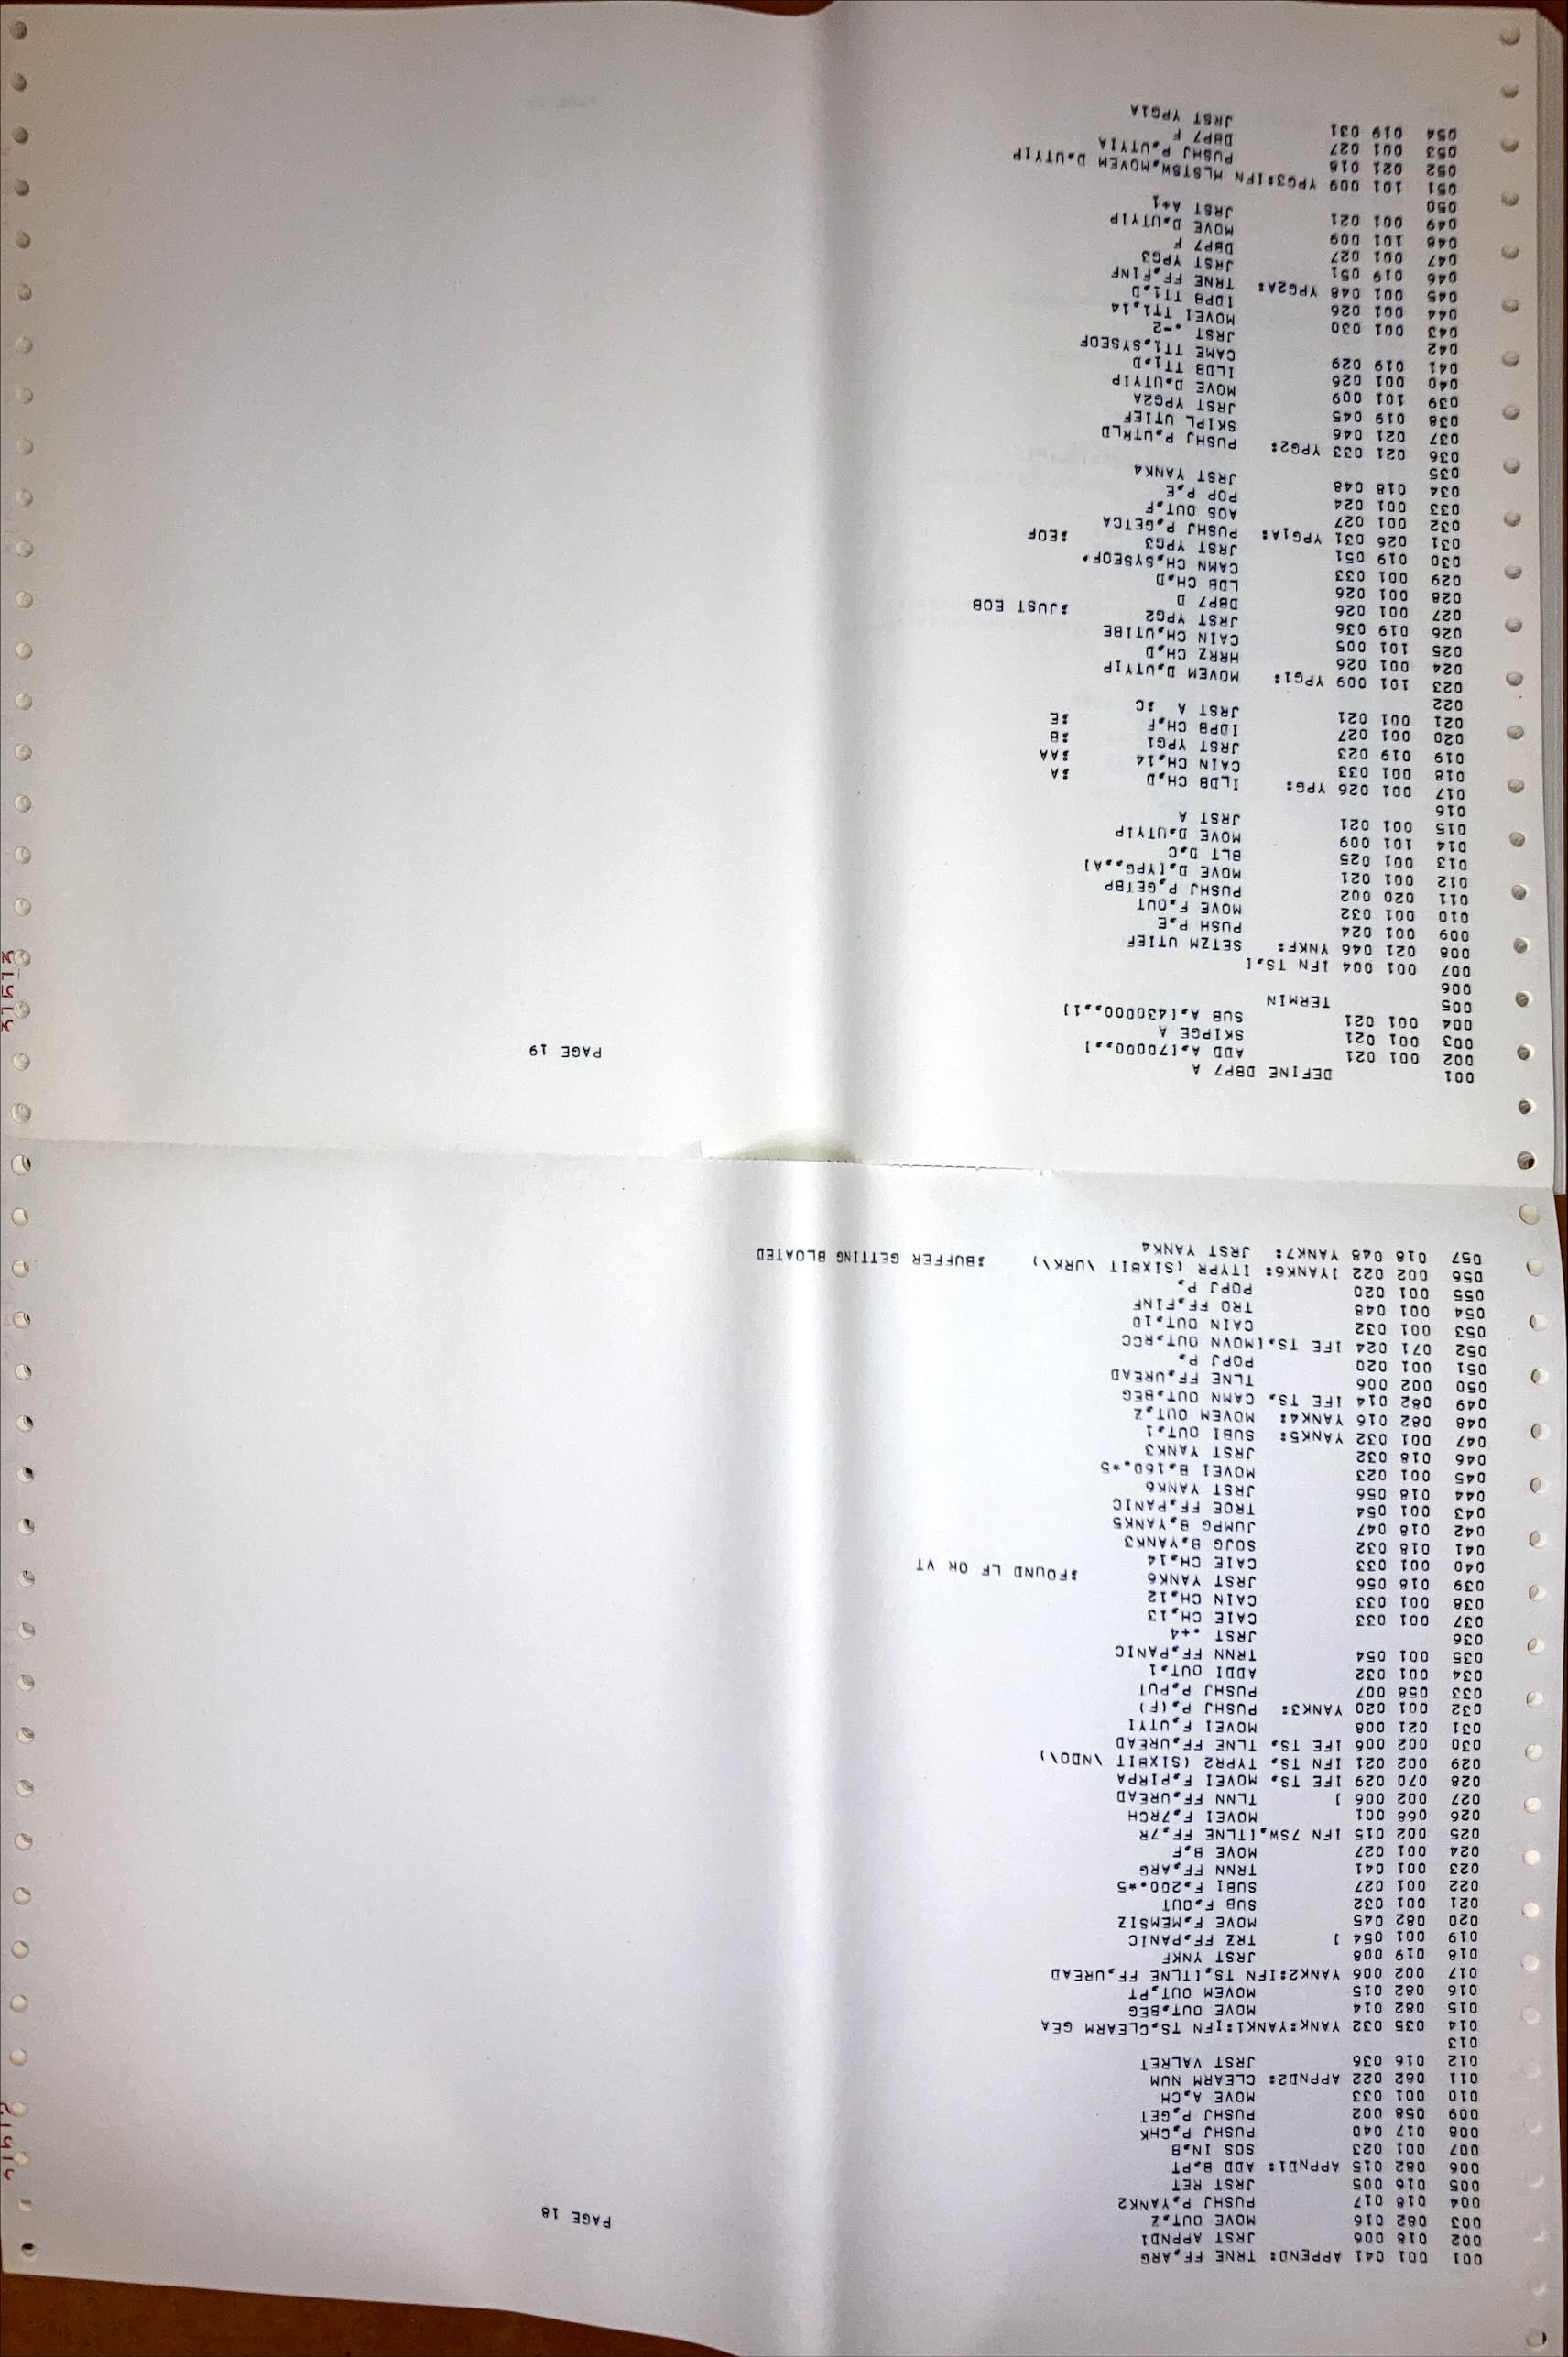 PAGE 18
001 001 041 APPEND: TRNE FF,ARG
002 018 006 JRST APPND1
003 082 016 MOVE OUT,Z
004 018 017 PUSHJ P,YANK2
005 016 005 JRST RET
006 082 015 APPND1: ADD B,PT
007 001 023 SOS IN,B
008 017 040 PUSHJ P,CHK
009 058 002 PUSHJ P,GET
010 001 033 MOVE A,CH
011 082 022 APPND2: CLEARM NUM
012 016 036 JRST VALRET
013
014 035 032 YANK:YANK1:IFN TS,CLEARM GEA
015 082 014 MOVE OUT,BEG
016 082 015 MOVEM OUT,PT
017 002 006 YANK2:IFN TS,[TLNE FF,UREAD
018 019 008 JRST YNKF
019 001 054 ] TRZ FF,PANIC
020 082 045 MOVE F,MEMSIZ
021 001 032 SUB F,OUT
022 001 027 SUBI F,200.*5
023 001 041 TRNN FF,ARG
024 001 027 MOVE B,F
025 002 015 IFN 7SW,[TLNE FF,7R
026 068 001 MOVEI F,7RCH
027 002 006 ] TLNN FF,UREAD
028 070 029 IFE TS, MOVEI F,PIRPA
029 002 021 IFN TS, TYPR2 (SIXBIT \NDO\)
030 002 006 IFE TS, TLNE FF,UREAD
031 021 008 MOVEI F,UTYI
032 001 020 YANK3: PUSHJ P,(F)
033 058 007 PUSHJ P,PUT
034 001 032 ADDI OUT,1
035 001 054 TRNN FF,PANIC
036 JRST .+4
037 001 033 CAIE CH,13
038 001 033 CAIN CH,12
039 018 056 JRST YANK6 ;FOUND LF OR VT
040 001 033 CAIE CH,14
041 018 032 SOJG B,YANK3
042 018 047 JUMPG B,YANK5
043 001 054 TROE FF,PANIC
044 018 056 JRST YANK6
045 001 023 MOVEI B,160.*5
046 018 032 JRST YANK3
047 001 032 YANK5: SUBI OUT,1
048 082 016 YANK4: MOVEM OUT,Z
049 082 014 IFE TS, CAMN OUT,BEG
050 002 006 TLNE FF,UREAD
051 001 020 POPJ P,
052 071 024 IFE TS,[MOVN OUT,RCC
053 001 032 CAIN OUT,10
054 001 048 TRO FF,FINF
055 001 020 POPJ P,
056 002 022 ]YANK6: ITYPR (SIXBIT \URK\) ;BUFFER GETTING BLOATED
057 018 048 YANK7: JRST YANK4
PAGE 19
001 DEFINE DBP7 A
002 001 021 ADD A,[70000,,]
003 001 021 SKIPGE A
004 001 021 SUB A,[430000,,1]
005 TERMIN
006
007 001 004 IFN TS,[
008 021 046 YNKF: SETZM UTIEF
009 001 024 PUSH P,E
010 001 032 MOVE F,OUT
011 020 002 PUSHJ P,GETBP
012 001 021 MOVE D,[YPG,,A]
013 001 025 BLT D,C
014 101 009 MOVE D,UTYIP
015 001 021 JRST A
016
017 001 026 YPG: ILDB CH,D ;A
018 001 033 CAIN CH,14 ;AA
019 019 023 JRST YPG1 ;B
020 001 027 IDPB CH,F ;E
021 001 021 JRST A ;C
022
023 101 009 YPG1: MOVEM D,UTYIP
024 001 026 HRRZ CH,D
025 101 005 CAIN CH,UTIBE
026 019 036 JRST YPG2 ;JUST EOB
027 001 026 DBP7 D
028 001 026 LDB CH,D
029 001 033 CAMN CH,SYSEOF
030 019 051 JRST YPG3 ;EOF
031 026 031 YPG1A: PUSHJ P,GETCA
032 001 027 AOS OUT,F
033 001 024 POP P,E
034 018 048 JRST YANK4
035
036 021 033 YPG2: PUSHJ P,UTRLD
037 021 046 SKIPL UTIEF
038 019 045 JRST YPG2A
039 101 009 MOVE D,UTYIP
040 001 026 ILDB TT1,D
041 019 029 CAME TT1,SYSEOF
042 JRST .-2
043 001 030 MOVEI TT1,14
044 001 026 IDPB TT1,D
045 001 048 YPG2A: TRNE FF,FINF
046 019 051 JRST YPG3
047 001 027 DBP7 F
048 101 009 MOVE D,UTYIP
049 001 021 JRST A+1
050
051 101 009 YPG3:IFN MLSTSW,MOVEM D,UTYIP
052 021 018 PUSHJ P,UTYIA
053 001 027 DBP7 F
054 019 031 JRST YPG1A